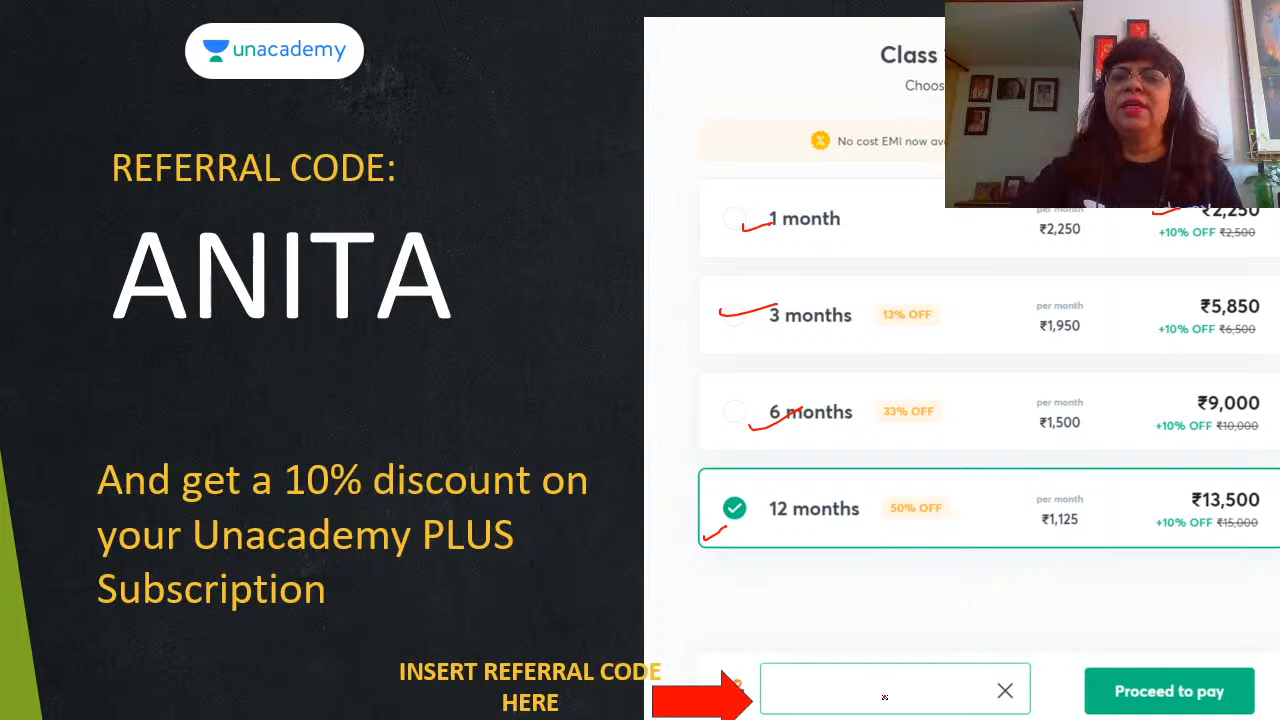 unacademy
REFERRAL CODE:
ANITA
And get a 10% discount on
your Unacademy PLUS
Subscription
INSERT REFERRAL CODE
HERE
Class
No cost EMI now
1 month
per month
₹2,250
₹2,250
+10% OFF ₹2,500
3 months
13% OFF
per month
₹1,950
₹5,850
+10% OFF ₹6,500
6 months
33% OFF
per month
₹1,500
₹9,000
+10% OFF ₹10,000
12 months
50% OFF
per month
₹1,125
₹13,500
+10% OFF ₹15,000
Proceed to pay